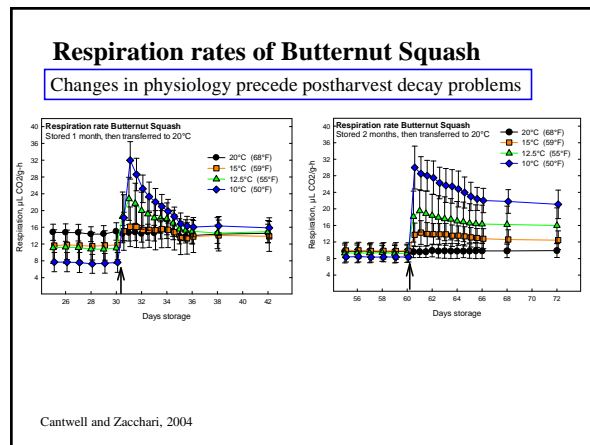 Respiration rates of Butternut Squash
Changes in physiology precede postharvest decay problems
Respiration rate Butternut Squash
Stored 1 month, then transferred to 20°C
20°C (68°F)
15°C (59°F)
12.5°C (55°F)
10°C (50°F)
Respiration, µL CO2/g-h
40
36
32
28
24
20
16
12
8
4
26 28 30 32 34 36 38 40 42
Days storage
Respiration rate Butternut Squash
Stored 2 months, then transferred to 20°C
20°C (68°F)
15°C (59°F)
12.5°C (55°F)
10°C (50°F)
Respiration, µL CO2/g-h
40
36
32
28
24
20
16
12
8
4
56 58 60 62 64 66 68 70 72
Days storage
Cantwell and Zacchari, 2004